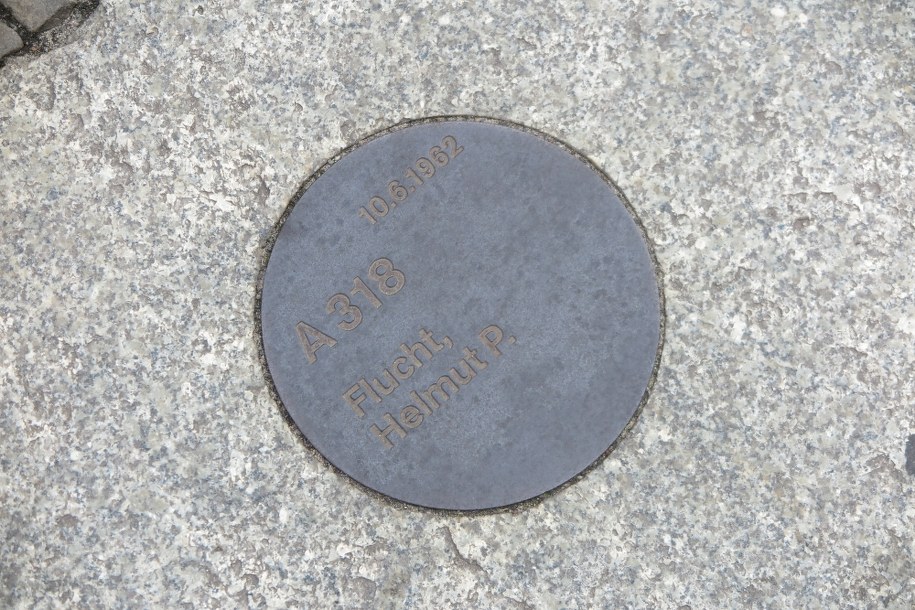 10.6.1962
A 318
Flucht,
Helmut P.